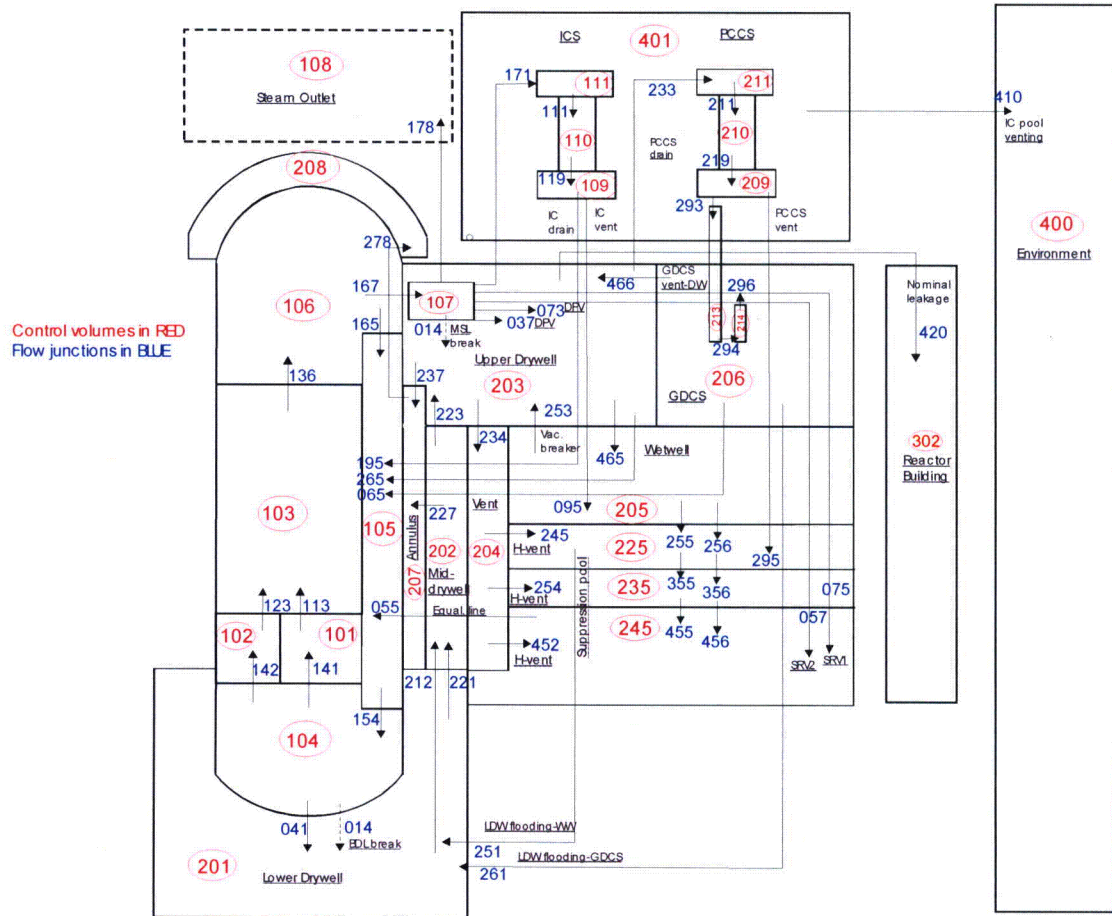 ICS
401
PCCS
108
Steam Outlet
171
111
233
211
410
111
211
IC pool
venting
178
110
210
PCCS
drain
208
119
109
219
209
IC
drain
IC
vent
293
PCCS
vent
400
Environment
278
GDCS
vent-DW
466
296
Nominal
leakage
106
167
107
073
DPV
213
214
420
Control volumes in RED
Flow junctions in BLUE
165
014
MSL
break
037
DPV
294
Upper Drywell
136
237
203
206
GDCS
223
253
234
Vac.
breaker
465
Wetwell
302
Reactor
Building
195
265
065
095
205
103
105
Annulus
227
Vent
202
204
245
H-vent
225
255
256
295
207
Mid-
drywell
254
H-vent
Suppression pool
235
355
356
075
123
113
055
Equal. line
245
057
102
101
452
H-vent
455
456
SRV2
SRV1
142
141
212
221
154
104
041
014
BDL break
LDW flooding-WW
251
LDW flooding-GDCS
261
201
Lower Drywell